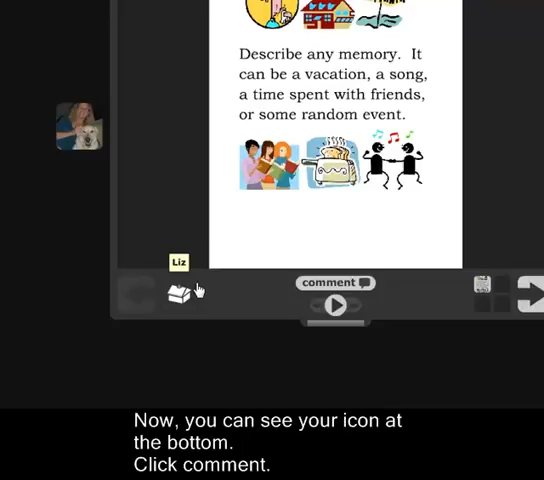 Describe any memory. It
can be a vacation, a song,
a time spent with friends,
or some random event.
Liz
comment
Now, you can see your icon at
the bottom.
Click comment.